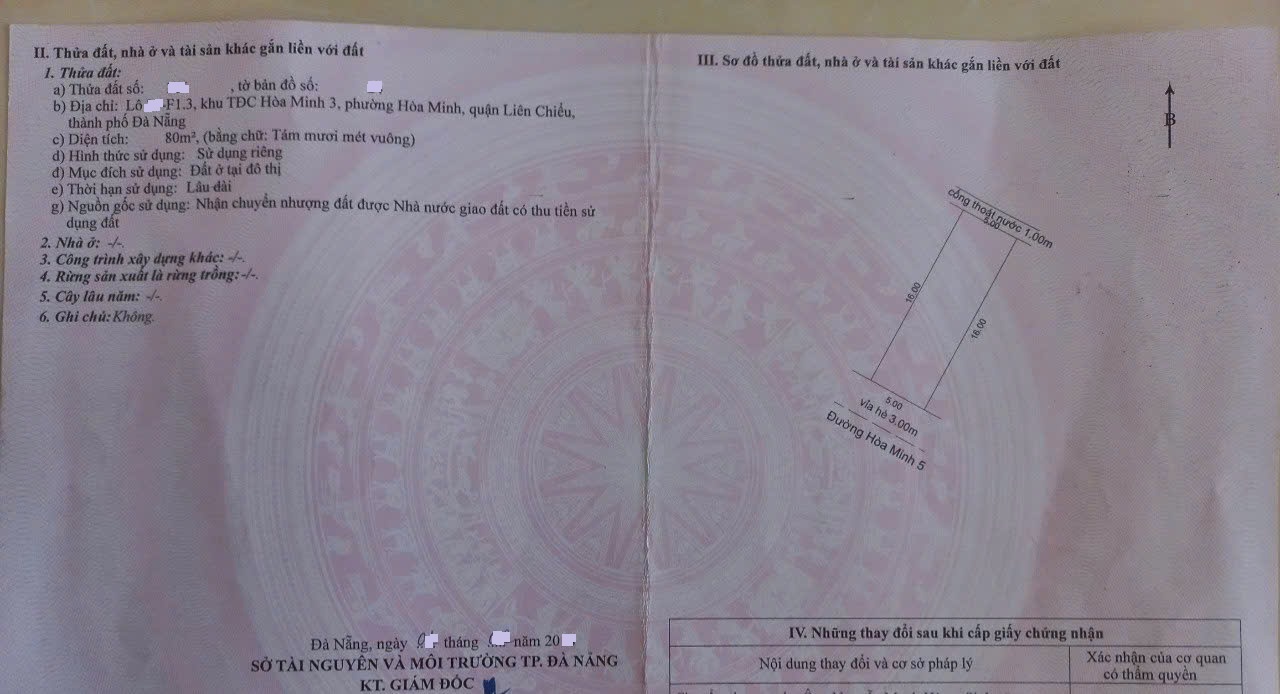 II. Thửa đất, nhà ở và tài sản khác gắn liền với đất
1. Thửa đất:
a) Thửa đất số: , tờ bản đồ số:
b) Địa chỉ: Lô -F1.3, khu TĐC Hòa Minh 3, phường Hòa Minh, quận Liên Chiểu,
thành phố Đà Nẵng
c) Diện tích: 80m², (bằng chữ: Tám mươi mét vuông)
d) Hình thức sử dụng: Sử dụng riêng
đ) Mục đích sử dụng: Đất ở tại đô thị
e) Thời hạn sử dụng: Lâu dài
g) Nguồn gốc sử dụng: Nhận chuyển nhượng đất được Nhà nước giao đất có thu tiền sử
dụng đất
2. Nhà ở: -/-.
3. Công trình xây dựng khác: -/-.
4. Rừng sản xuất là rừng trồng: -/-.
5. Cây lâu năm: -/-.
6. Ghi chú: Không.
Đà Nẵng, ngày tháng năm 20
SỞ TÀI NGUYÊN VÀ MÔI TRƯỜNG TP. ĐÀ NẴNG
KT. GIÁM ĐỐC
III. Sơ đồ thửa đất, nhà ở và tài sản khác gắn liền với đất
B
cống thoát nước 1.00m
5.00
16.00
16.00
5.00
vỉa hè 3.00m
Đường Hòa Minh 5
IV. Những thay đổi sau khi cấp giấy chứng nhận
Nội dung thay đổi và cơ sở pháp lý
Xác nhận của cơ quan
có thẩm quyền